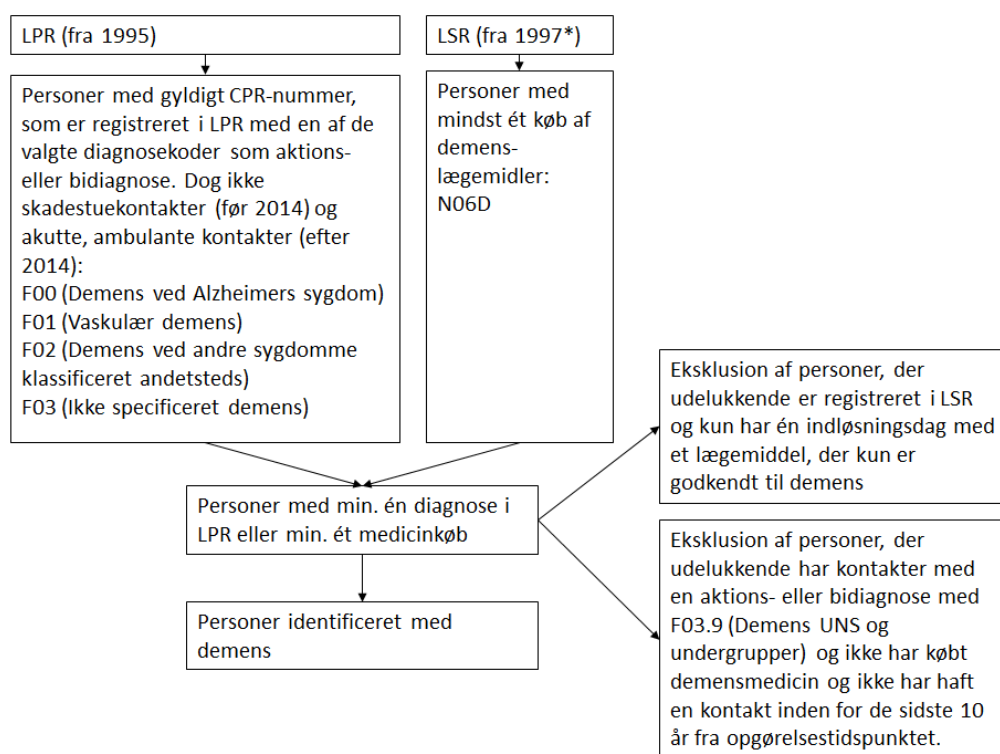 LPR (fra 1995)
LSR (fra 1997*)
Personer med gyldigt CPR-nummer,
som er registreret i LPR med en af de
valgte diagnosekoder som aktions-
eller bidiagnose. Dog ikke
skadestuekontakter (før 2014) og
akutte, ambulante kontakter (efter
2014):
F00 (Demens ved Alzheimers sygdom)
F01 (Vaskulær demens)
F02 (Demens ved andre sygdomme
klassificeret andetsteds)
F03 (Ikke specificeret demens)
Personer med
mindst ét køb af
demens-
lægemidler:
N06D
Personer med min. én diagnose i
LPR eller min. ét medicinkøb
Personer identificeret med
demens
Eksklusion af personer, der
udelukkende er registreret i LSR
og kun har én indløsningsdag med
et lægemiddel, der kun er
godkendt til demens
Eksklusion af personer, der
udelukkende har kontakter med
en aktions- eller bidiagnose med
F03.9 (Demens UNS og
undergrupper) og ikke har købt
demensmedicin og ikke har haft
en kontakt inden for de sidste 10
år fra opgørelsestidspunktet.